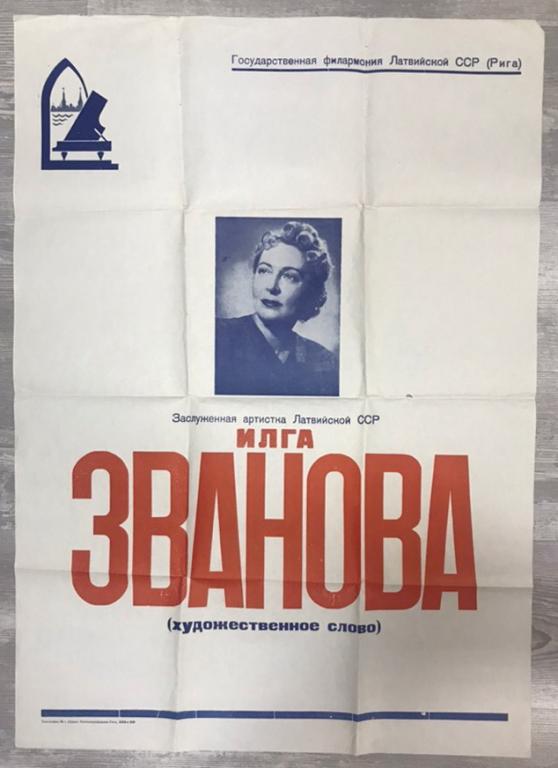 Государственная филармония Латвийской ССР (Рига)
Заслуженная артистка Латвийской ССР
ИЛГА
ЗВАНОВА
(художественное слово)